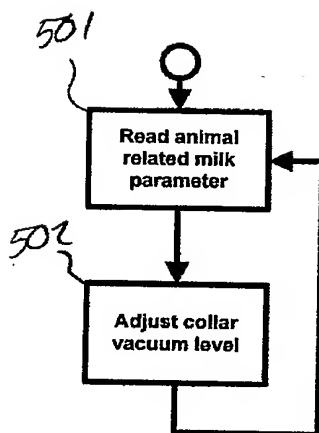 501
Read animal
related milk
parameter
502
Adjust collar
vacuum level